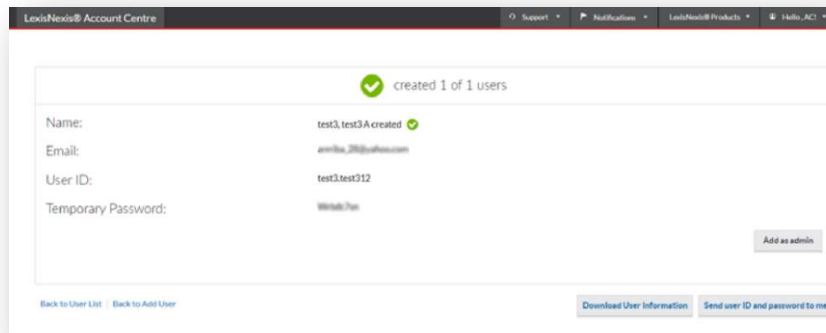 LexisNexis® Account Centre Support Notifications LexisNexis® Products Hello, AC!
created 1 of 1 users
Name: test3, test3 A created
Email:
User ID: test3.test312
Temporary Password:
Add as admin
Back to User List | Back to Add User Download User Information Send user ID and password to me